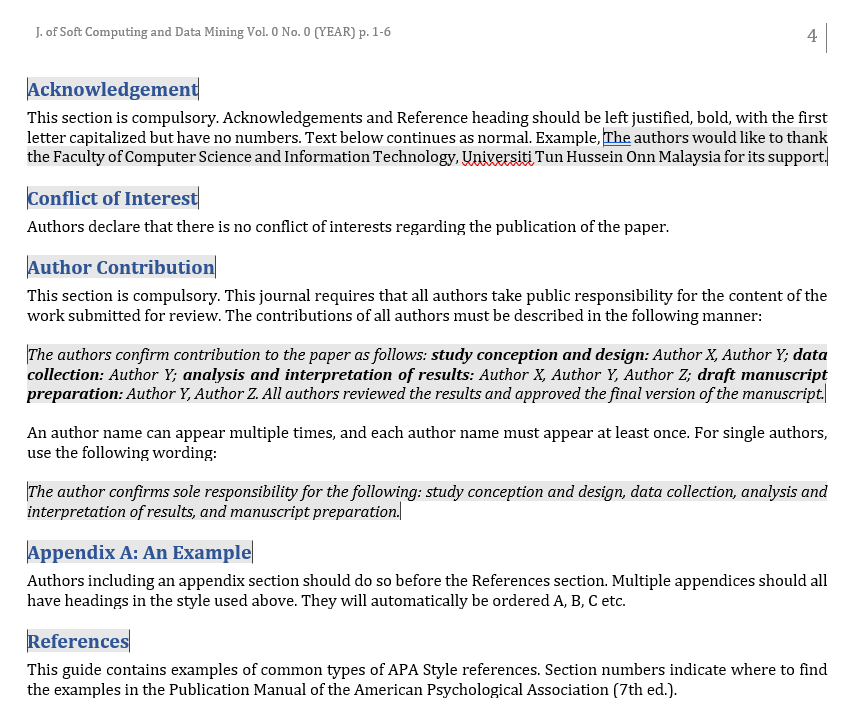 J. of Soft Computing and Data Mining Vol. 0 No. 0 (YEAR) p. 1-6
4
Acknowledgement
This section is compulsory. Acknowledgements and Reference heading should be left justified, bold, with the first
letter capitalized but have no numbers. Text below continues as normal. Example, The authors would like to thank
the Faculty of Computer Science and Information Technology, Universiti Tun Hussein Onn Malaysia for its support.
Conflict of Interest
Authors declare that there is no conflict of interests regarding the publication of the paper.
Author Contribution
This section is compulsory. This journal requires that all authors take public responsibility for the content of the
work submitted for review. The contributions of all authors must be described in the following manner:
The authors confirm contribution to the paper as follows: study conception and design: Author X, Author Y; data
collection: Author Y; analysis and interpretation of results: Author X, Author Y, Author Z; draft manuscript
preparation: Author Y, Author Z. All authors reviewed the results and approved the final version of the manuscript.
An author name can appear multiple times, and each author name must appear at least once. For single authors,
use the following wording:
The author confirms sole responsibility for the following: study conception and design, data collection, analysis and
interpretation of results, and manuscript preparation.
Appendix A: An Example
Authors including an appendix section should do so before the References section. Multiple appendices should all
have headings in the style used above. They will automatically be ordered A, B, C etc.
References
This guide contains examples of common types of APA Style references. Section numbers indicate where to find
the examples in the Publication Manual of the American Psychological Association (7th ed.).